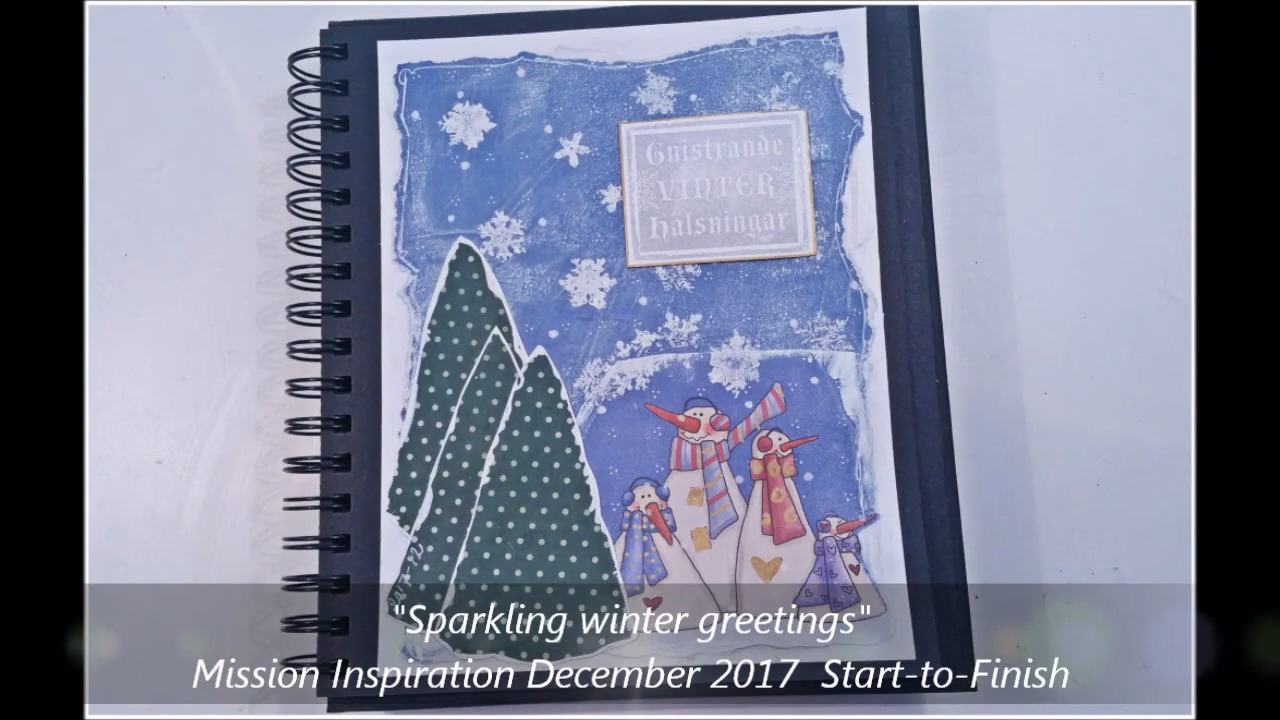 Gnistrande
VINTER
hälsningar
"Sparkling winter greetings"
Mission Inspiration December 2017  Start-to-Finish